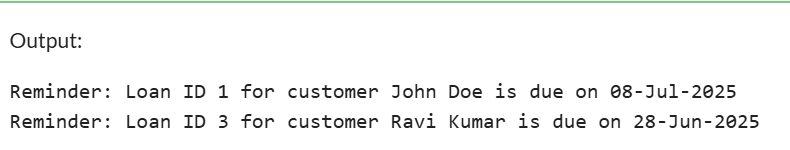 Output:
Reminder: Loan ID 1 for customer John Doe is due on 08-Jul-2025
Reminder: Loan ID 3 for customer Ravi Kumar is due on 28-Jun-2025